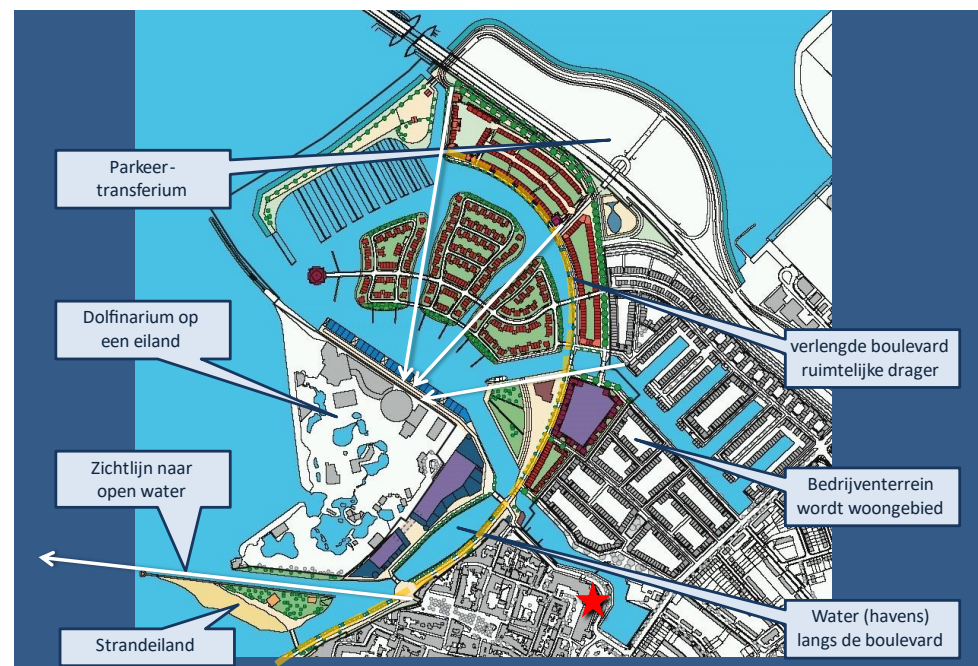 Parkeer-
transferium
Dolfinarium op
een eiland
Zichtlijn naar
open water
Strandeiland
verlengde boulevard
ruimtelijke drager
Bedrijventerrein
wordt woongebied
Water (havens)
langs de boulevard